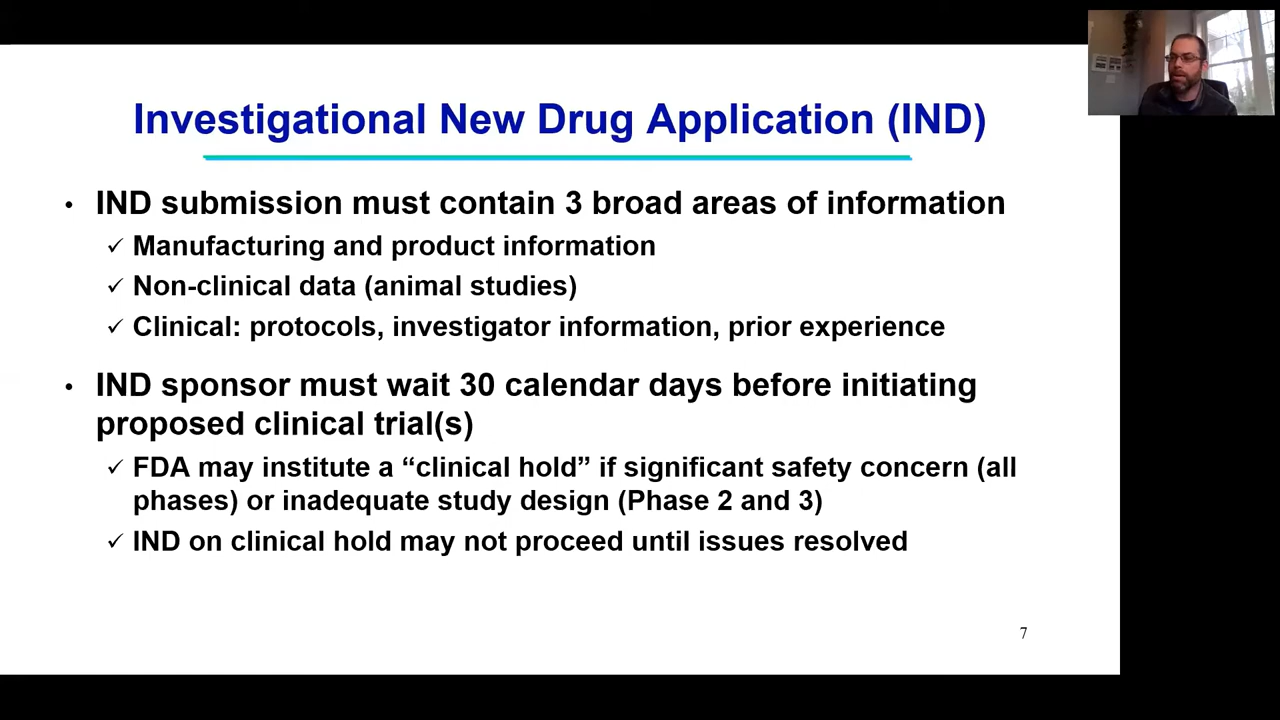 Investigational New Drug Application (IND)
• IND submission must contain 3 broad areas of information
✓ Manufacturing and product information
✓ Non-clinical data (animal studies)
✓ Clinical: protocols, investigator information, prior experience
• IND sponsor must wait 30 calendar days before initiating
proposed clinical trial(s)
✓ FDA may institute a “clinical hold” if significant safety concern (all
phases) or inadequate study design (Phase 2 and 3)
✓ IND on clinical hold may not proceed until issues resolved
7